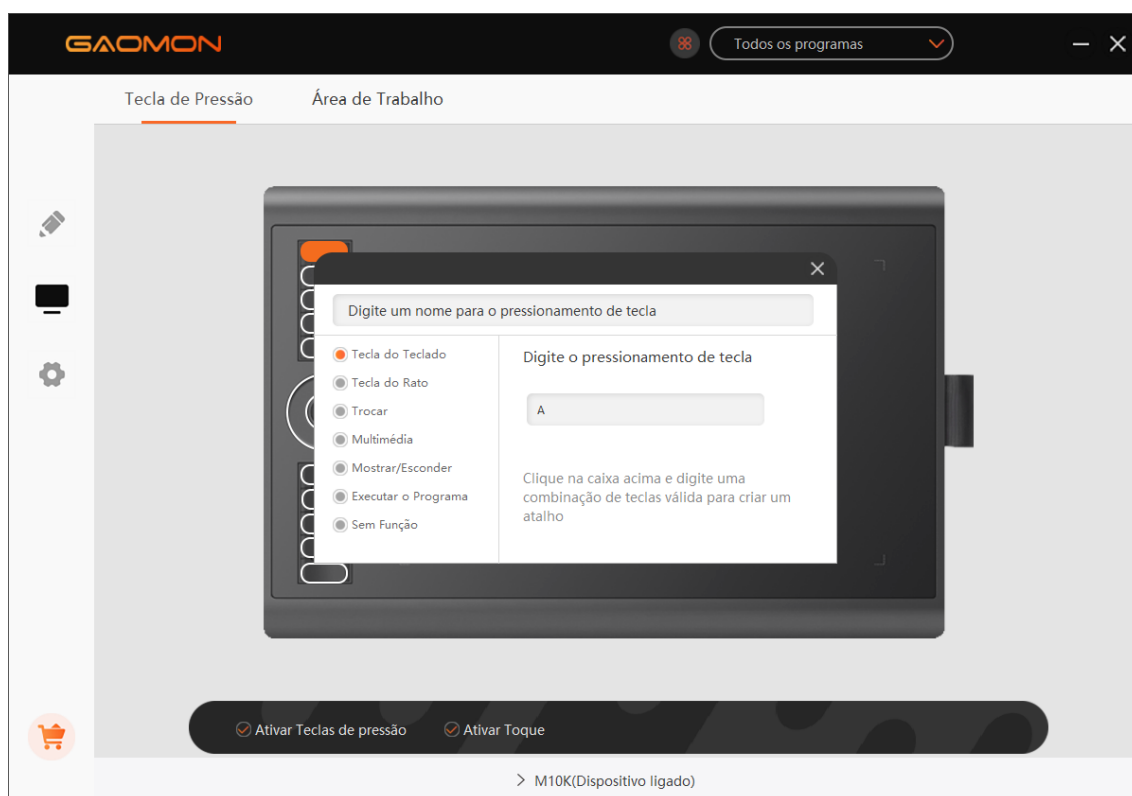 GAOMON
Todos os programas
Tecla de Pressão
Área de Trabalho
Digite um nome para o pressionamento de tecla
Tecla do Teclado
Tecla do Rato
Trocar
Multimédia
Mostrar/Esconder
Executar o Programa
Sem Função
Digite o pressionamento de tecla
A
Clique na caixa acima e digite uma
combinação de teclas válida para criar um
atalho
Ativar Teclas de pressão
Ativar Toque
M10K(Dispositivo ligado)